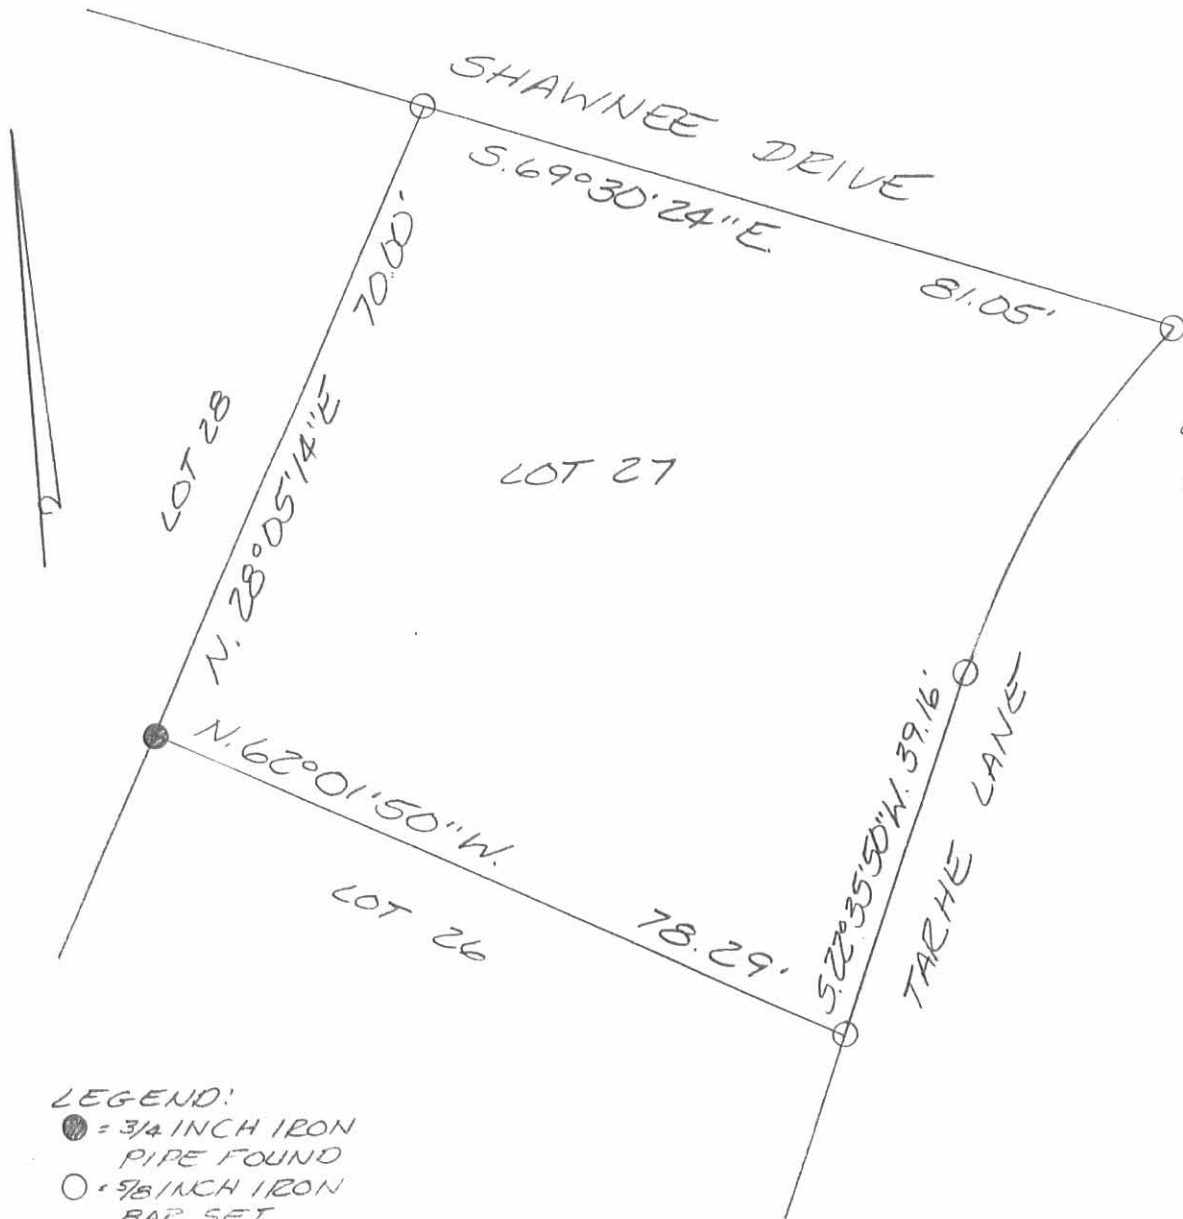 SHAWNEE DRIVE
S. 69°30'24"E.
81.05'
70.00'
N. 28°05'14"E
LOT 28
LOT 27
N. 62°01'50"W.
78.29'
LOT 26
S. 22°35'50"W. 39.16'
TARHE LANE
LEGEND:
● = 3/4 INCH IRON
PIPE FOUND
○ = 5/8 INCH IRON
BAR SET